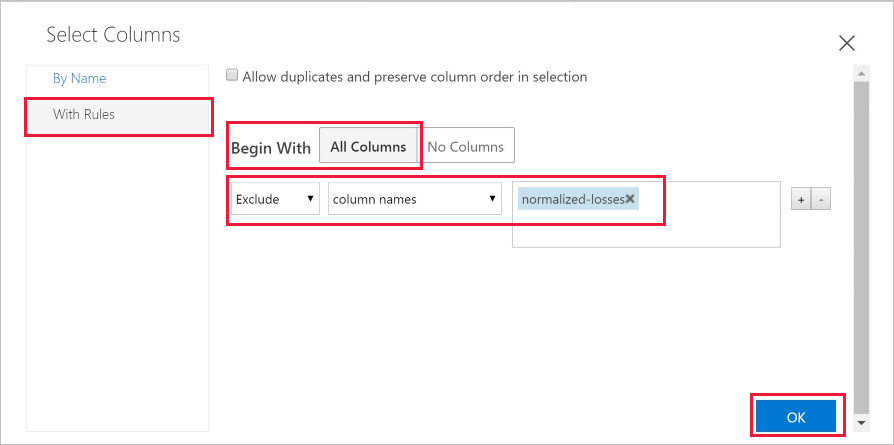 Select Columns
By Name
With Rules
Allow duplicates and preserve column order in selection
Begin With All Columns No Columns
Exclude column names normalized-losses + -
OK